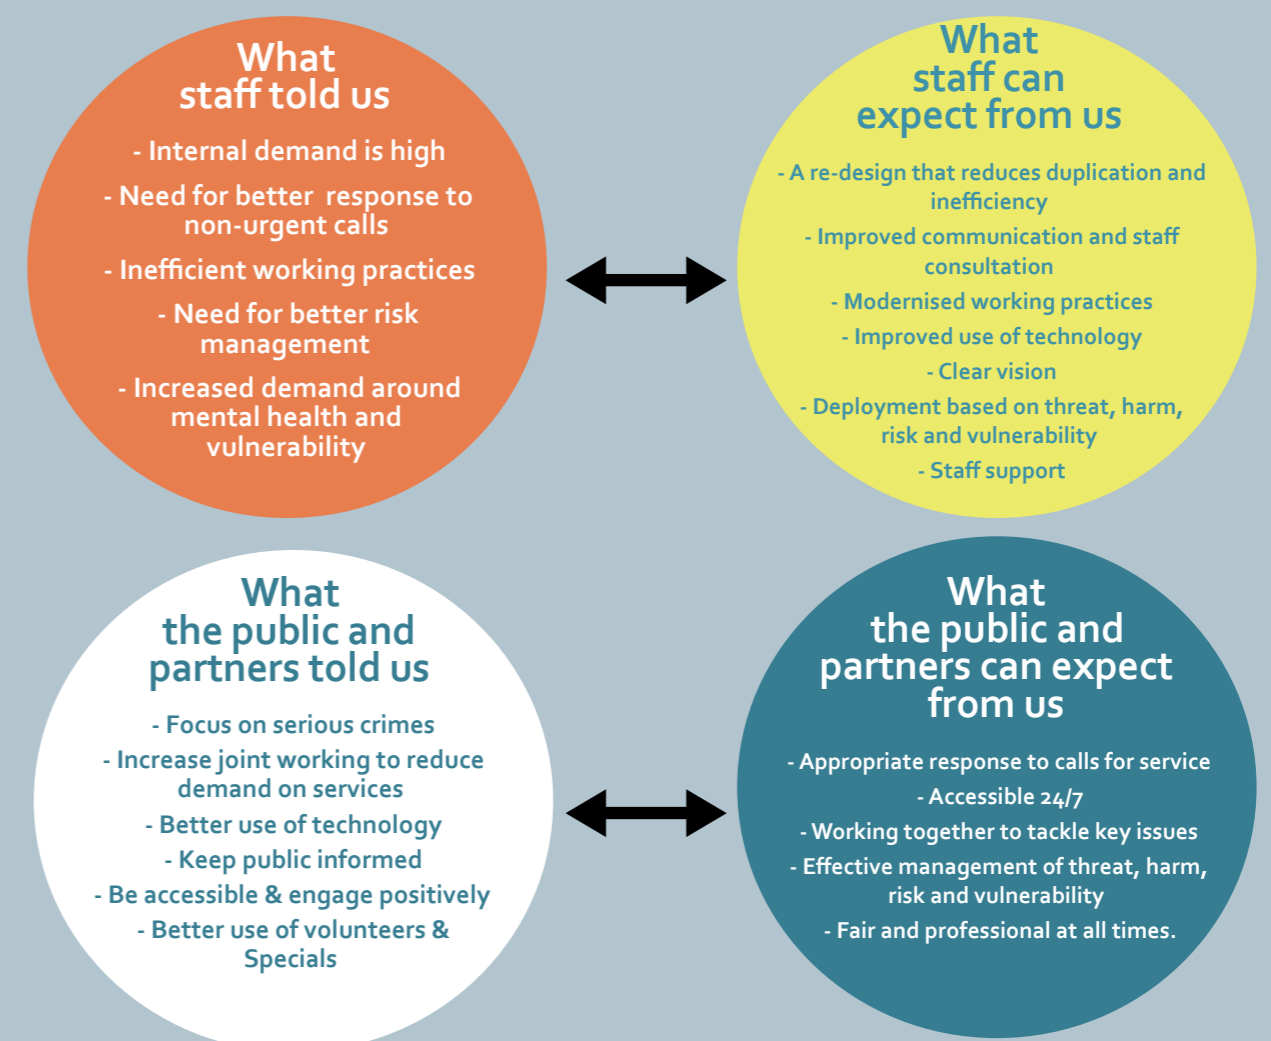 What
staff told us
- Internal demand is high
- Need for better response to
non-urgent calls
- Inefficient working practices
- Need for better risk
management
- Increased demand around
mental health and
vulnerability
What
staff can
expect from us
- A re-design that reduces duplication and
inefficiency
- Improved communication and staff
consultation
- Modernised working practices
- Improved use of technology
- Clear vision
- Deployment based on threat, harm,
risk and vulnerability
- Staff support
What
the public and
partners told us
- Focus on serious crimes
- Increase joint working to reduce
demand on services
- Better use of technology
- Keep public informed
- Be accessible & engage positively
- Better use of volunteers &
Specials
What
the public and
partners can expect
from us
- Appropriate response to calls for service
- Accessible 24/7
- Working together to tackle key issues
- Effective management of threat, harm,
risk and vulnerability
- Fair and professional at all times.